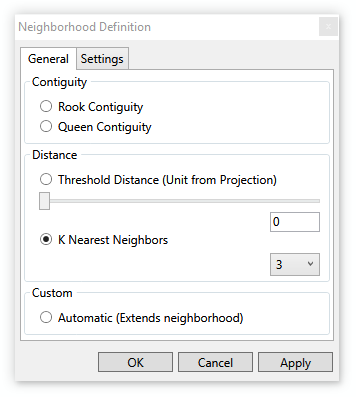 Neighborhood Definition
General Settings
Contiguity
Rook Contiguity
Queen Contiguity
Distance
Threshold Distance (Unit from Projection)
0
K Nearest Neighbors
3
Custom
Automatic (Extends neighborhood)
OK Cancel Apply